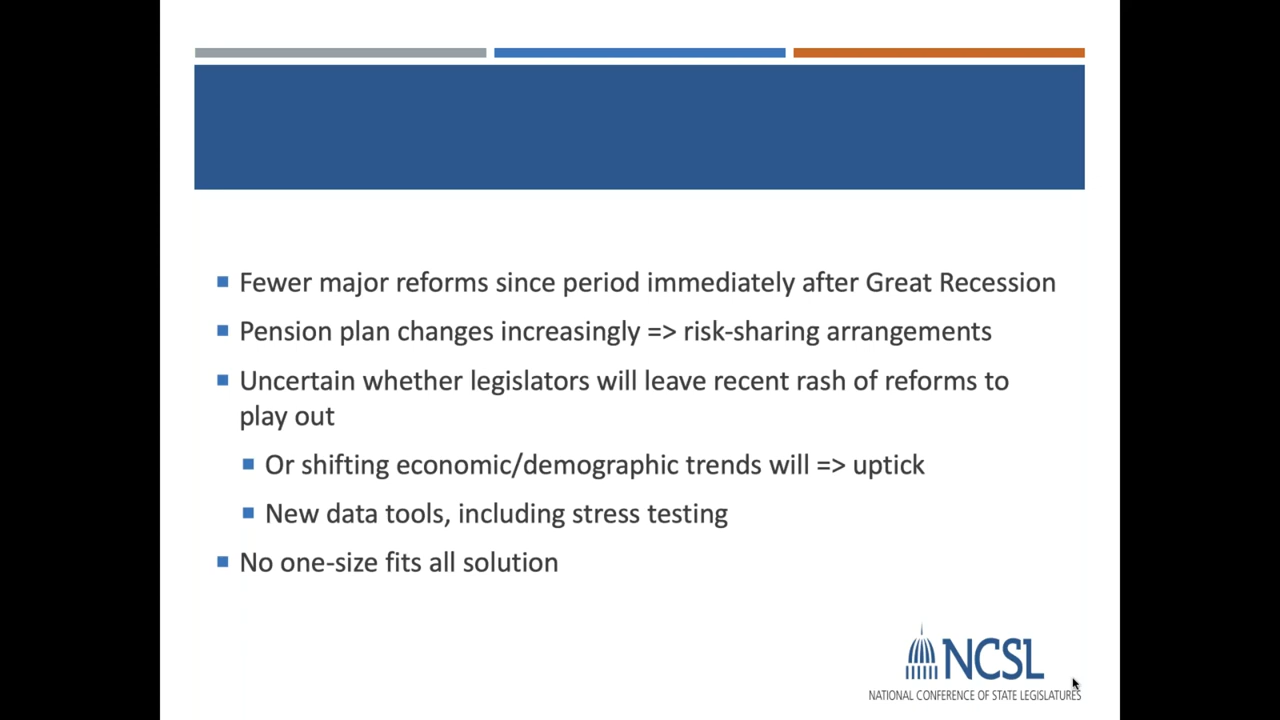 Fewer major reforms since period immediately after Great Recession
Pension plan changes increasingly => risk-sharing arrangements
Uncertain whether legislators will leave recent rash of reforms to
play out
Or shifting economic/demographic trends will => uptick
New data tools, including stress testing
No one-size fits all solution
NCSL
NATIONAL CONFERENCE OF STATE LEGISLATURES